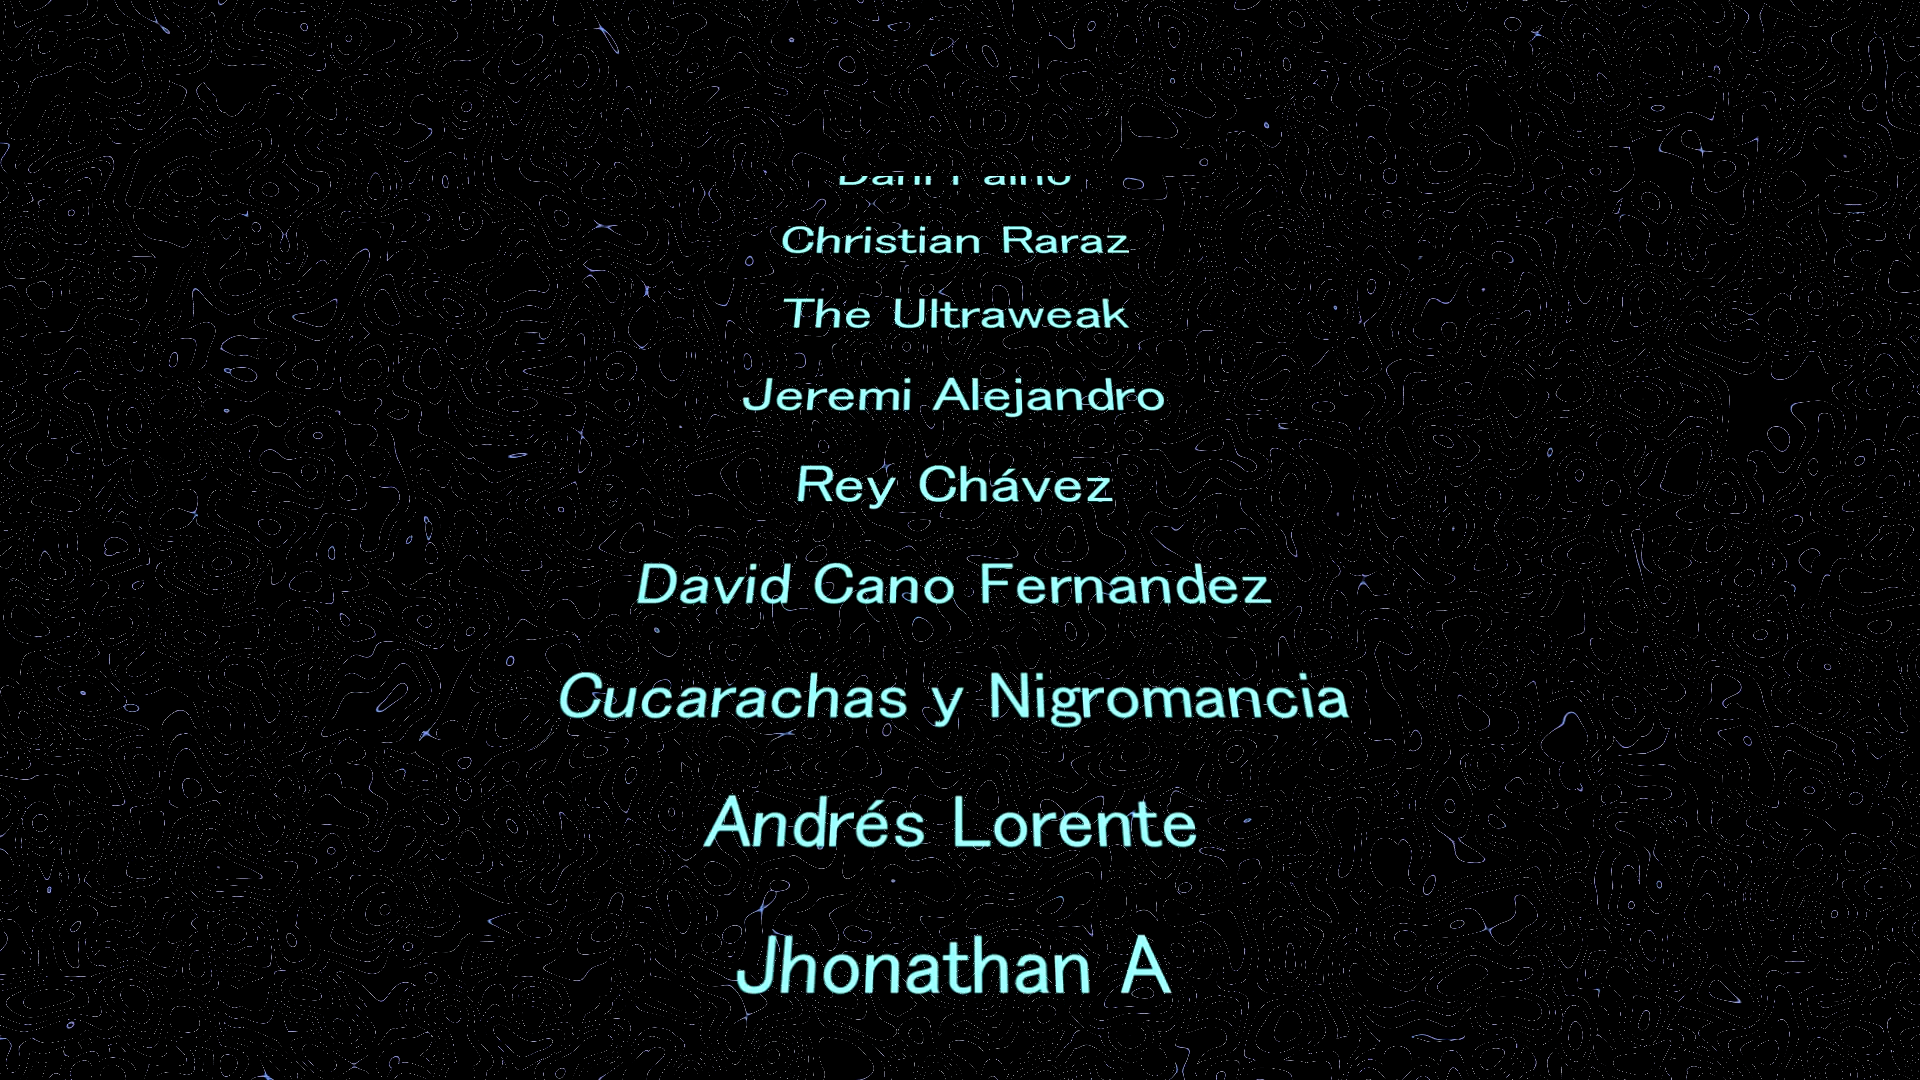 Christian Raraz
The Ultraweak
Jeremi Alejandro
Rey Chávez
David Cano Fernandez
Cucarachas y Nigromancia
Andrés Lorente
Jhonathan A